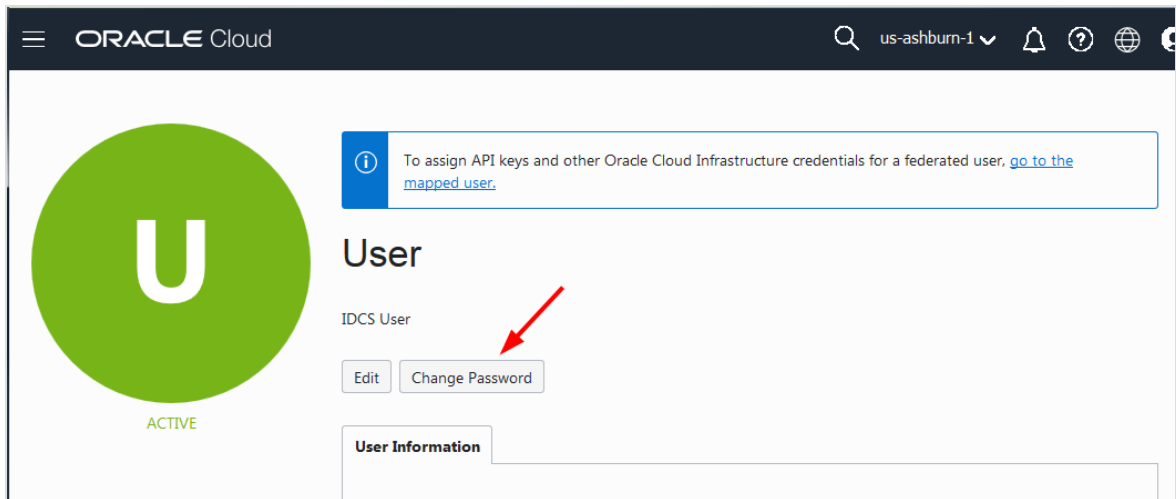 ORACLE Cloud
us-ashburn-1
To assign API keys and other Oracle Cloud Infrastructure credentials for a federated user, go to the
mapped user.
U
User
IDCS User
Edit
Change Password
ACTIVE
User Information